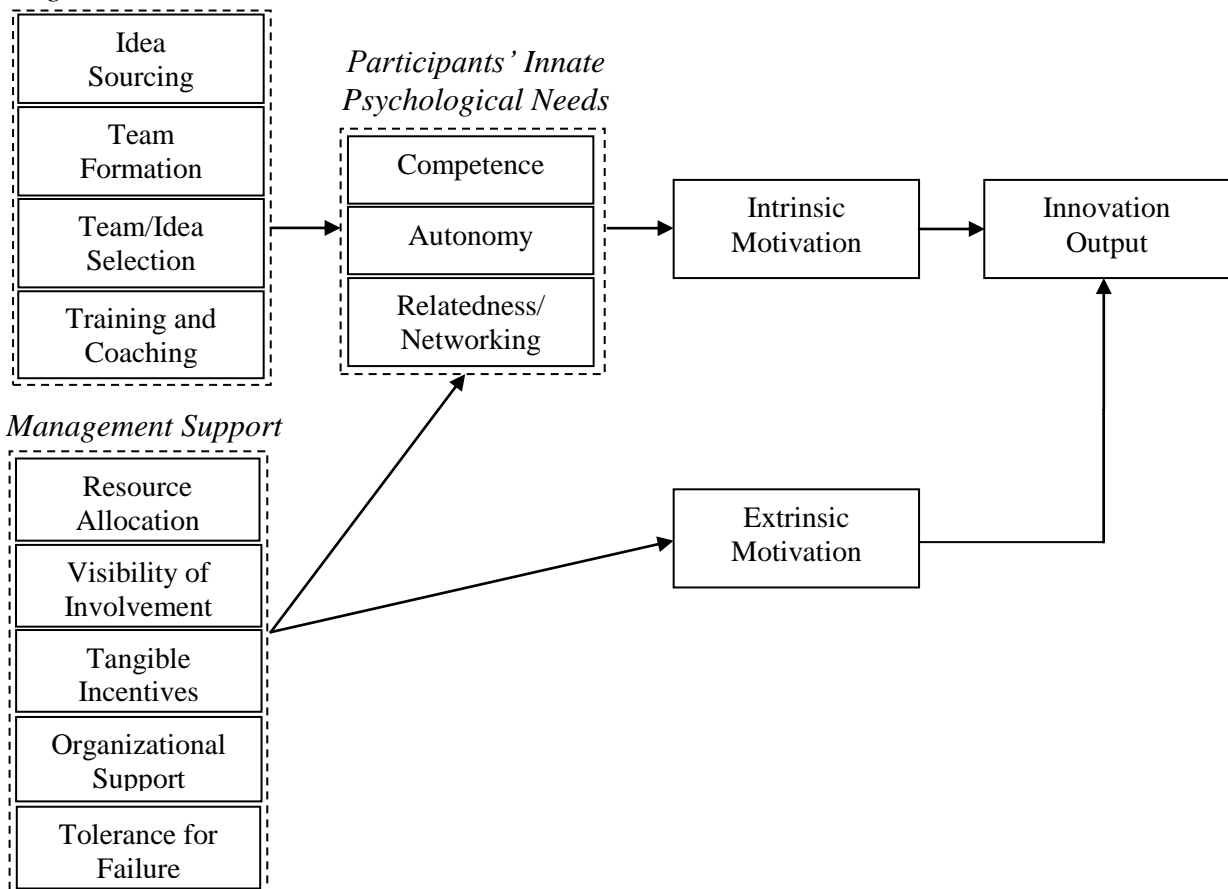 Idea
Sourcing
Team
Formation
Team/Idea
Selection
Training and
Coaching
Participants’ Innate
Psychological Needs
Competence
Autonomy
Relatedness/
Networking
Intrinsic
Motivation
Innovation
Output
Management Support
Resource
Allocation
Visibility of
Involvement
Tangible
Incentives
Organizational
Support
Tolerance for
Failure
Extrinsic
Motivation